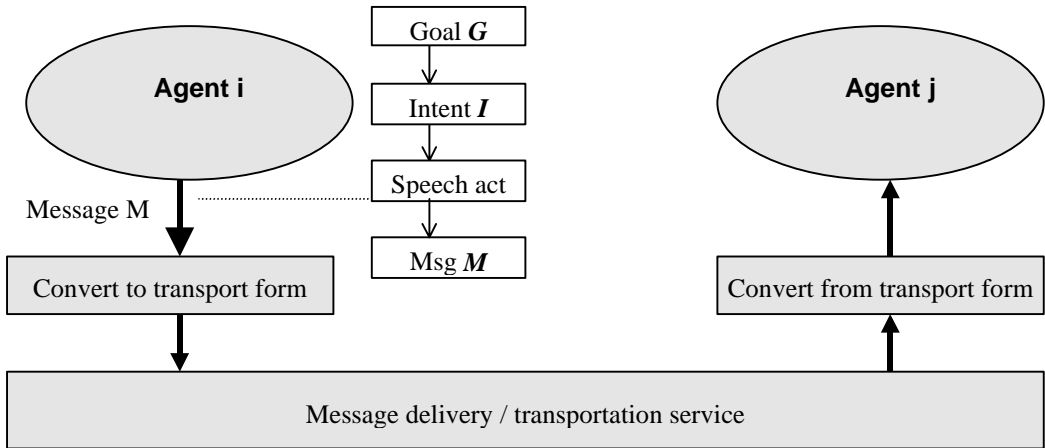 Goal G
Agent i
Agent j
Intent I
Speech act
Message M
Msg M
Convert to transport form
Convert from transport form
Message delivery / transportation service